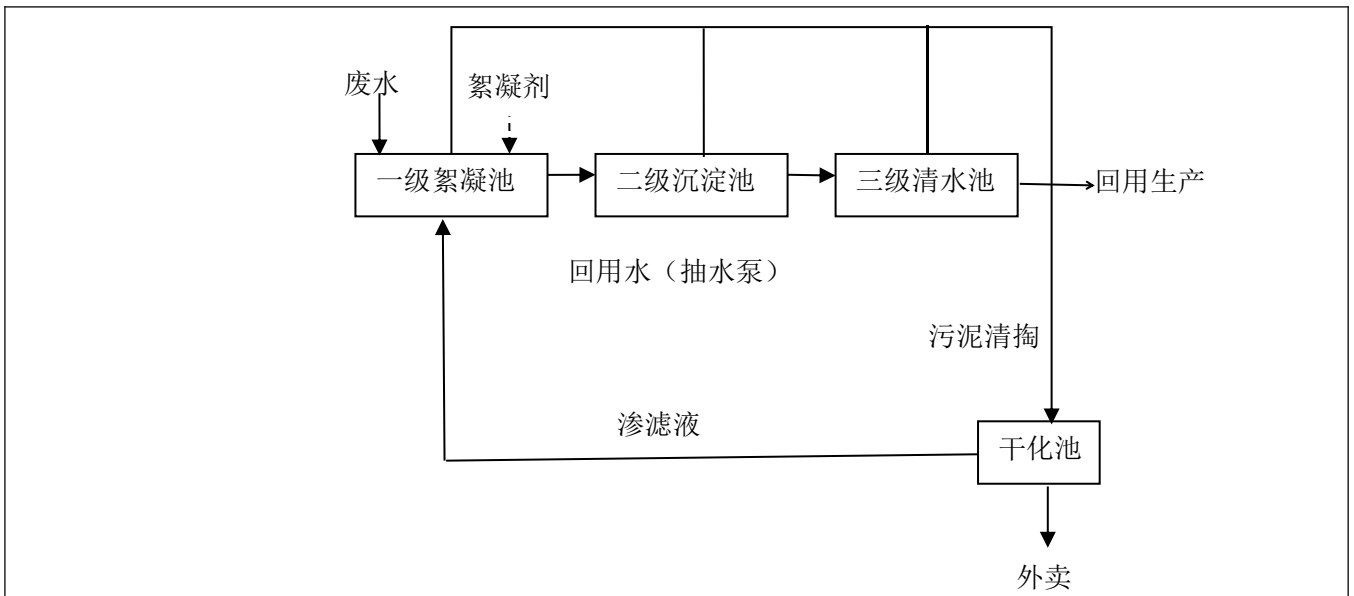 废水
絮凝剂
一级絮凝池
二级沉淀池
三级清水池
回用生产
回用水（抽水泵）
污泥清掏
渗滤液
干化池
外卖